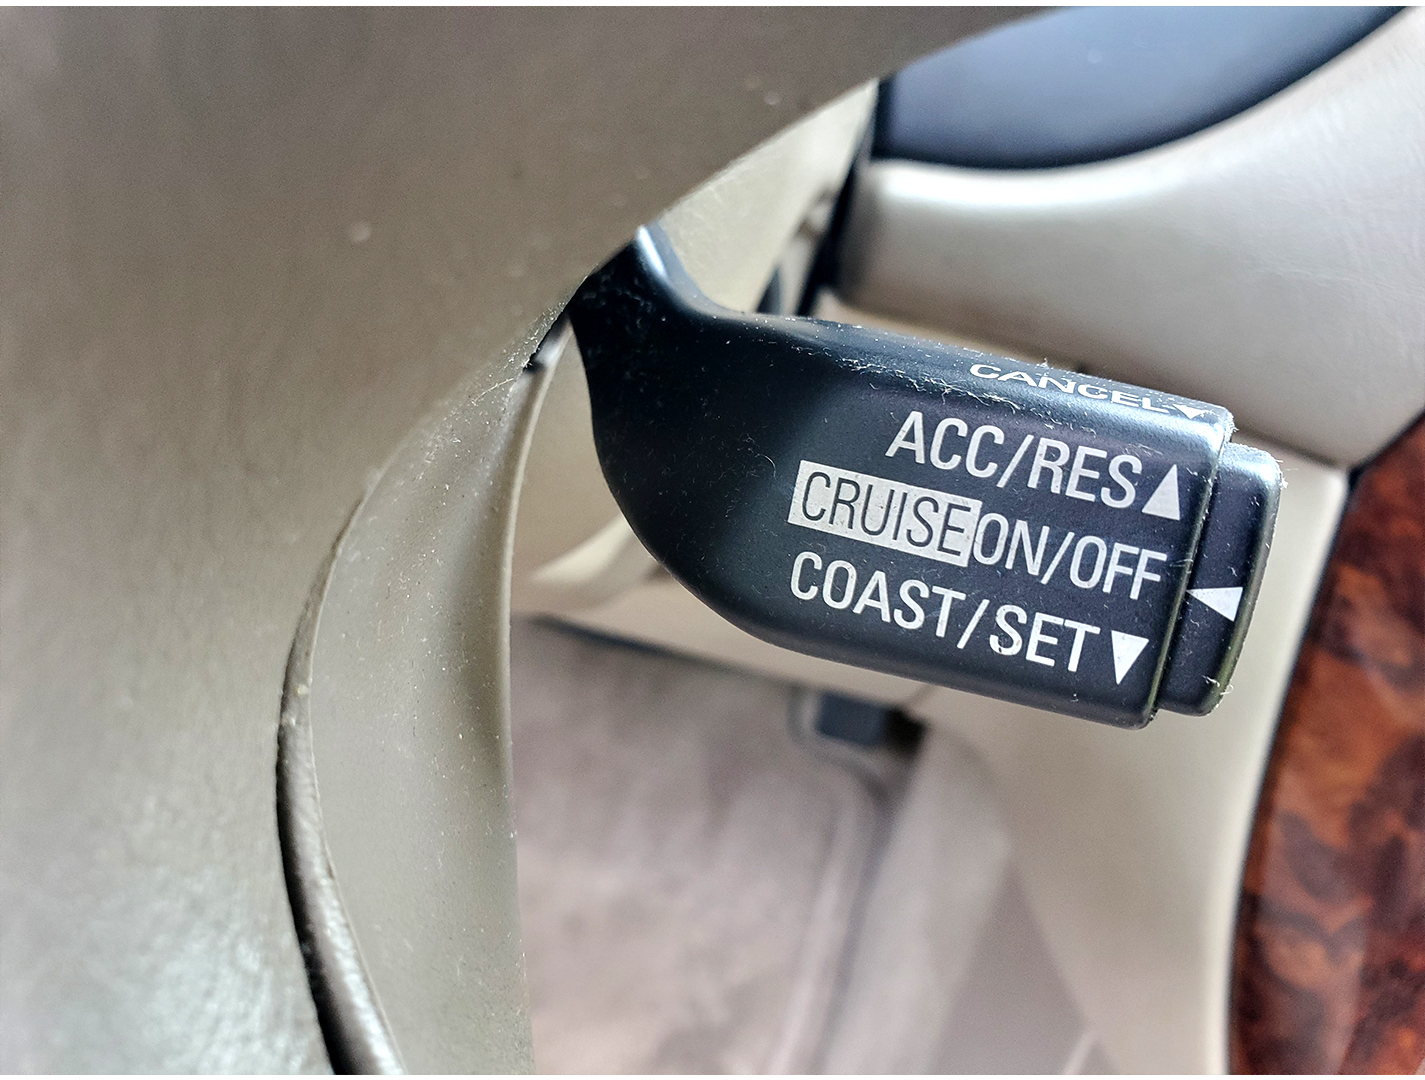 CANCEL▼
ACC/RES▲
CRUISE ON/OFF
COAST/SET▼